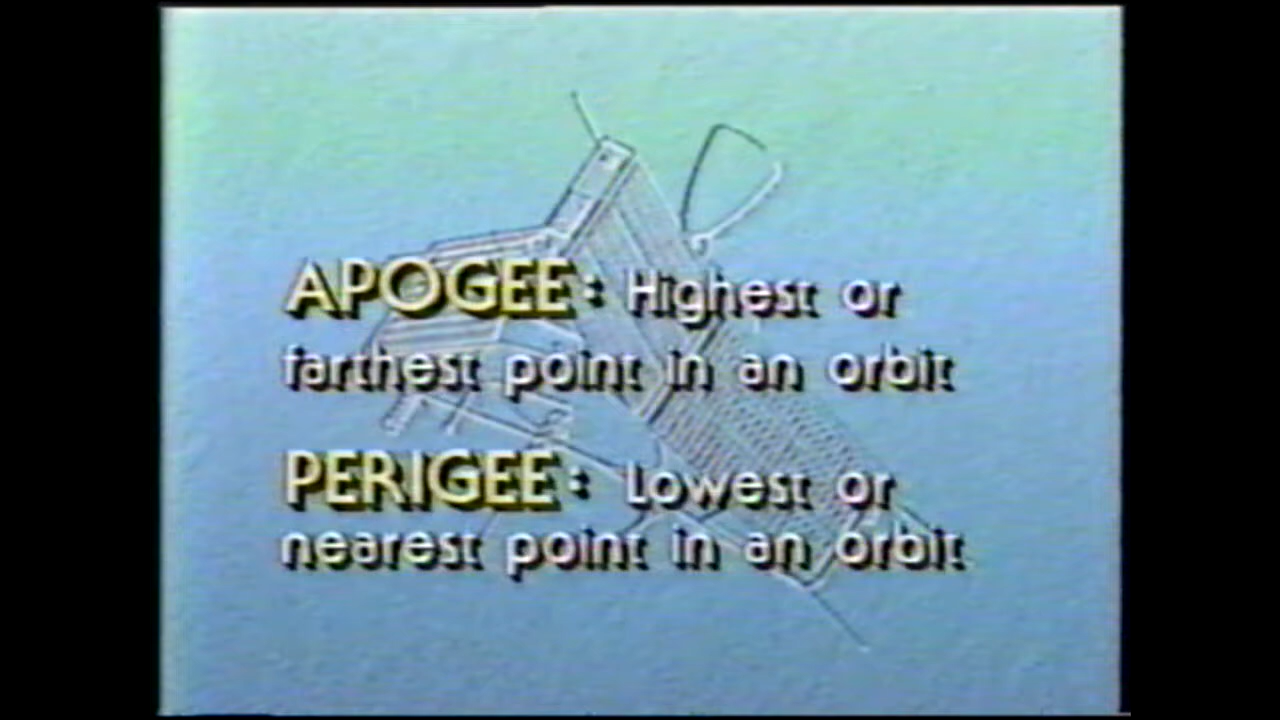 APOGEE: Highest or
farthest point in an orbit
PERIGEE: Lowest or
nearest point in an orbit